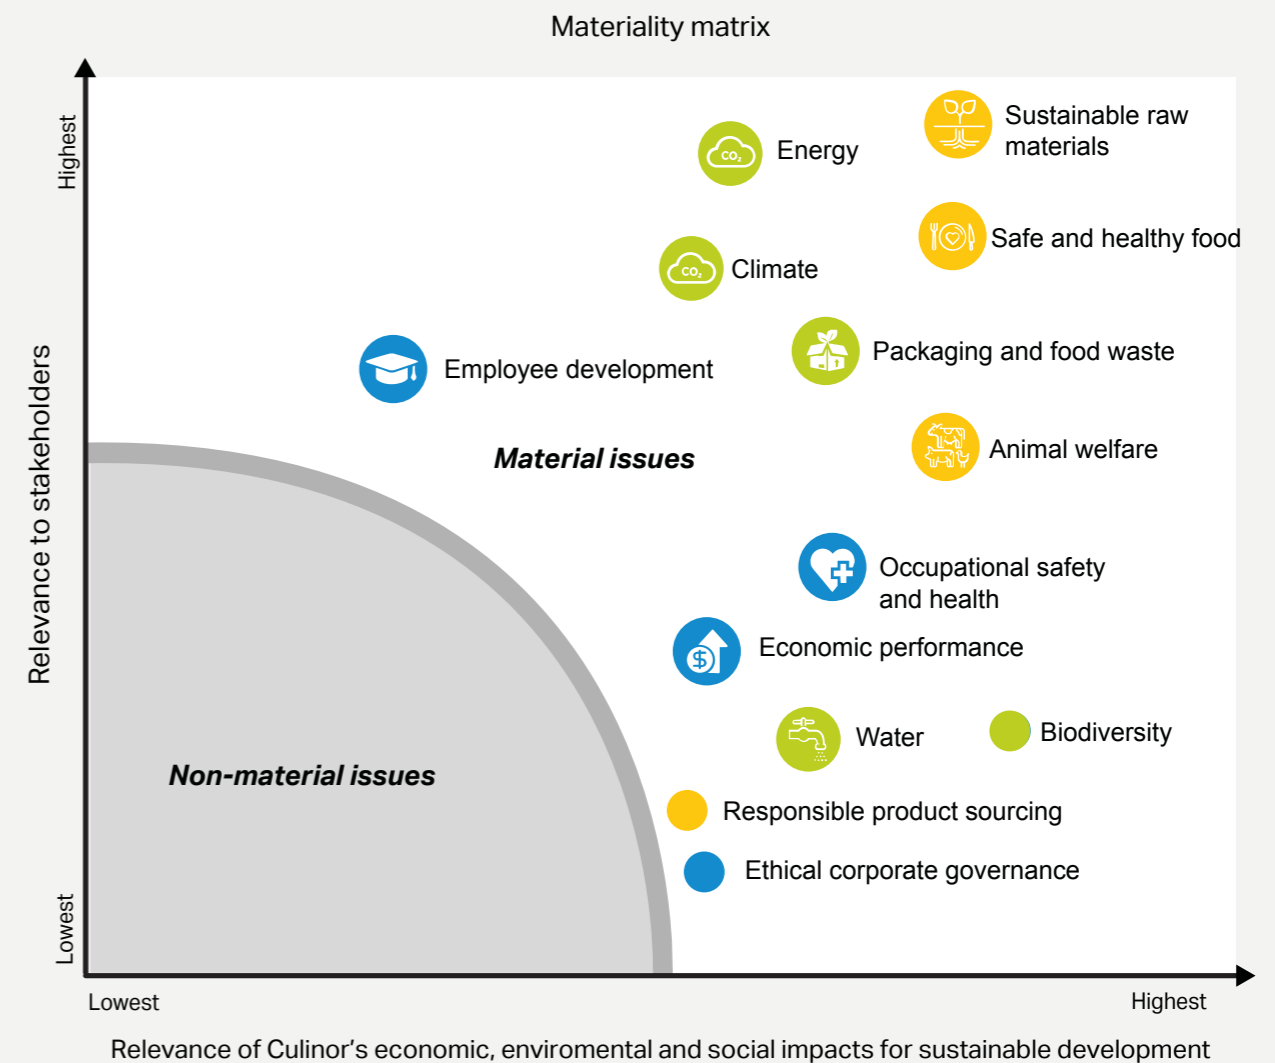 Materiality matrix
Highest
Sustainable raw
materials
CO₂
Energy
Safe and healthy food
CO₂
Climate
Packaging and food waste
Employee development
Material issues
Animal welfare
Relevance to stakeholders
Occupational safety
and health
$
Economic performance
Water
Biodiversity
Non-material issues
Responsible product sourcing
Ethical corporate governance
Lowest
Lowest
Highest
Relevance of Culinor’s economic, enviromental and social impacts for sustainable development